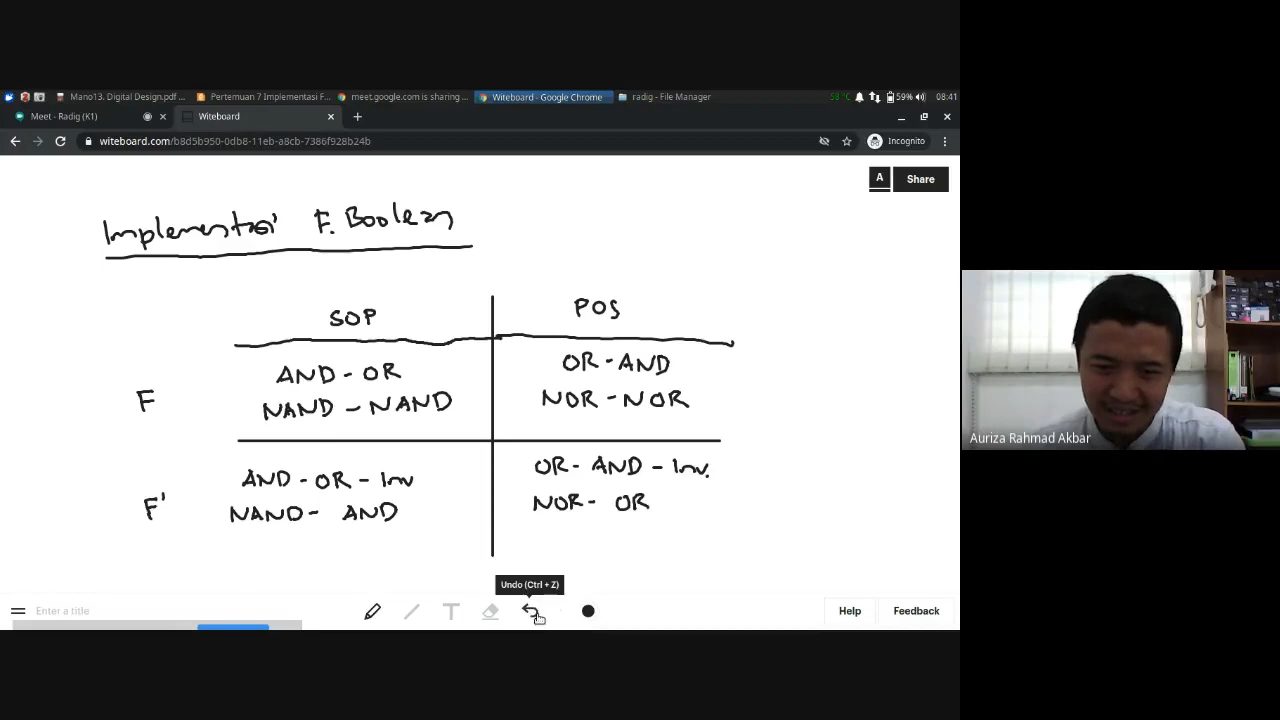 Mano13. Digital Design.pdf ... Pertemuan 7 Implementasi F... meet.google.com is sharing ... Witeboard - Google Chrome radig - File Manager 58 °C 59% 08:41
Meet - Radig (K1) Witeboard
witeboard.com/b8d5b950-0db8-11eb-a8cb-7386f928b24b Incognito
A Share
Implementasi F. Boolean
SOP POS
AND - OR OR - AND
F NAND - NAND NOR - NOR
AND - OR - Inv OR - AND - Inv.
F' NAND - AND NOR - OR
Auriza Rahmad Akbar
Undo (Ctrl + Z)
Enter a title T Help Feedback